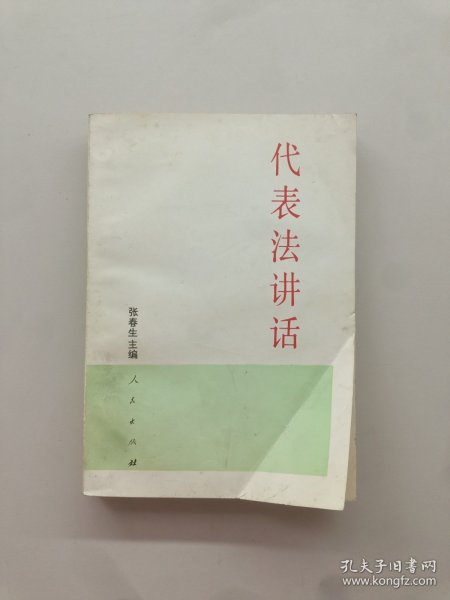 代表法讲话
张春生 主编
人民出版社
孔夫子旧书网
www.kongfz.com